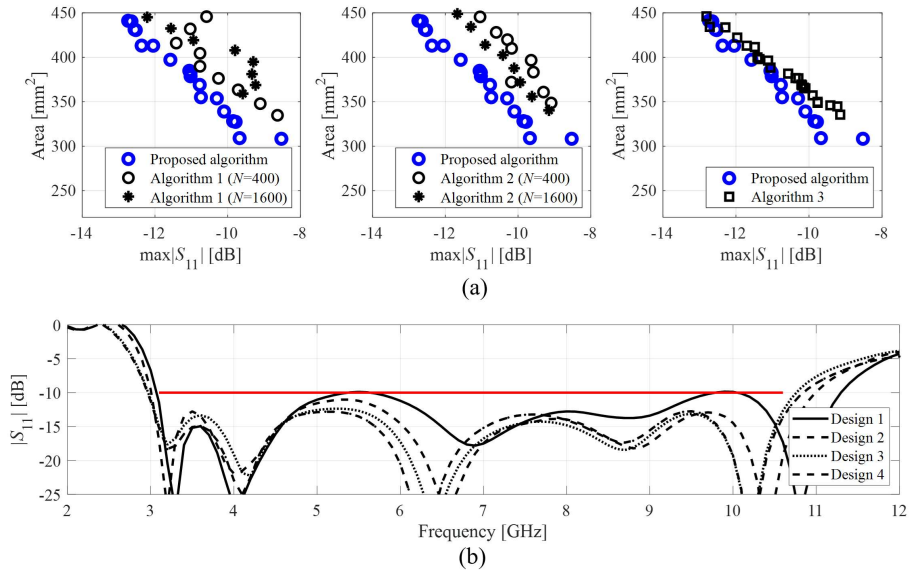 450
400
350
300
250
Area [mm²]
Proposed algorithm
Algorithm 1 (N=400)
Algorithm 1 (N=1600)
-14 -12 -10 -8
max|S11| [dB]
450
400
350
300
250
Area [mm²]
Proposed algorithm
Algorithm 2 (N=400)
Algorithm 2 (N=1600)
-14 -12 -10 -8
max|S11| [dB]
450
400
350
300
250
Area [mm²]
Proposed algorithm
Algorithm 3
-14 -12 -10 -8
max|S11| [dB]
(a)
0
-5
-10
-15
-20
-25
|S11| [dB]
Design 1
Design 2
Design 3
Design 4
2 3 4 5 6 7 8 9 10 11 12
Frequency [GHz]
(b)